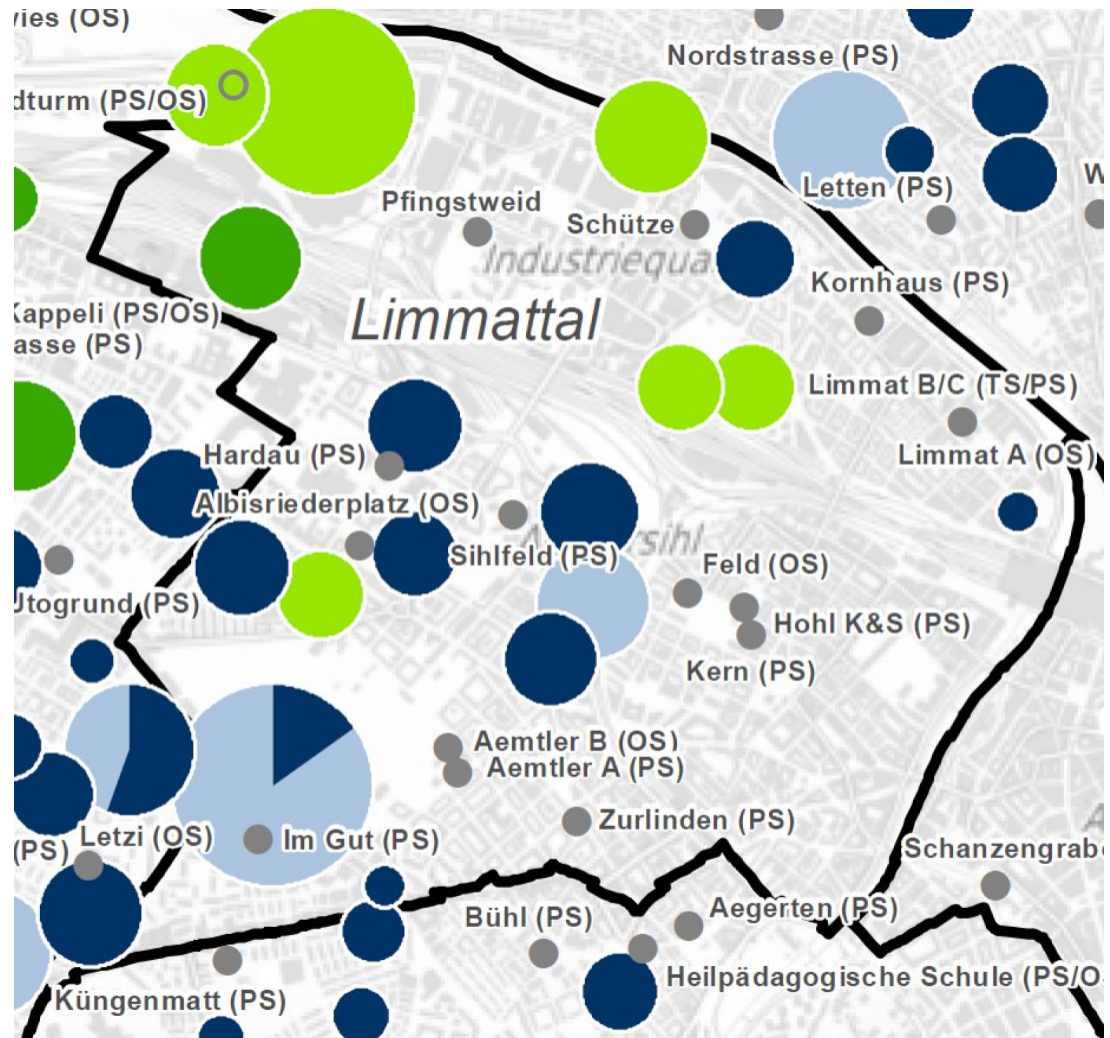 vies (OS)
Nordstrasse (PS)
dturm (PS/OS)
Letten (PS)
W
Pfingstweid
Schütze
Industriequa
Kornhaus (PS)
Kappeli (PS/OS)
Limmattal
asse (PS)
Limmat B/C (TS/PS)
Hardau (PS)
Limmat A (OS)
Albisriederplatz (OS)
ersihl
Sihlfeld (PS)
Feld (OS)
Utogrund (PS)
Hohl K&S (PS)
Kern (PS)
Aemtler B (OS)
Aemtler A (PS)
Zurlinden (PS)
Letzi (OS)
Im Gut (PS)
(PS)
Schanzengrabe
Bühl (PS)
Aegerten (PS)
Heilpädagogische Schule (PS/O
Küngenmatt (PS)